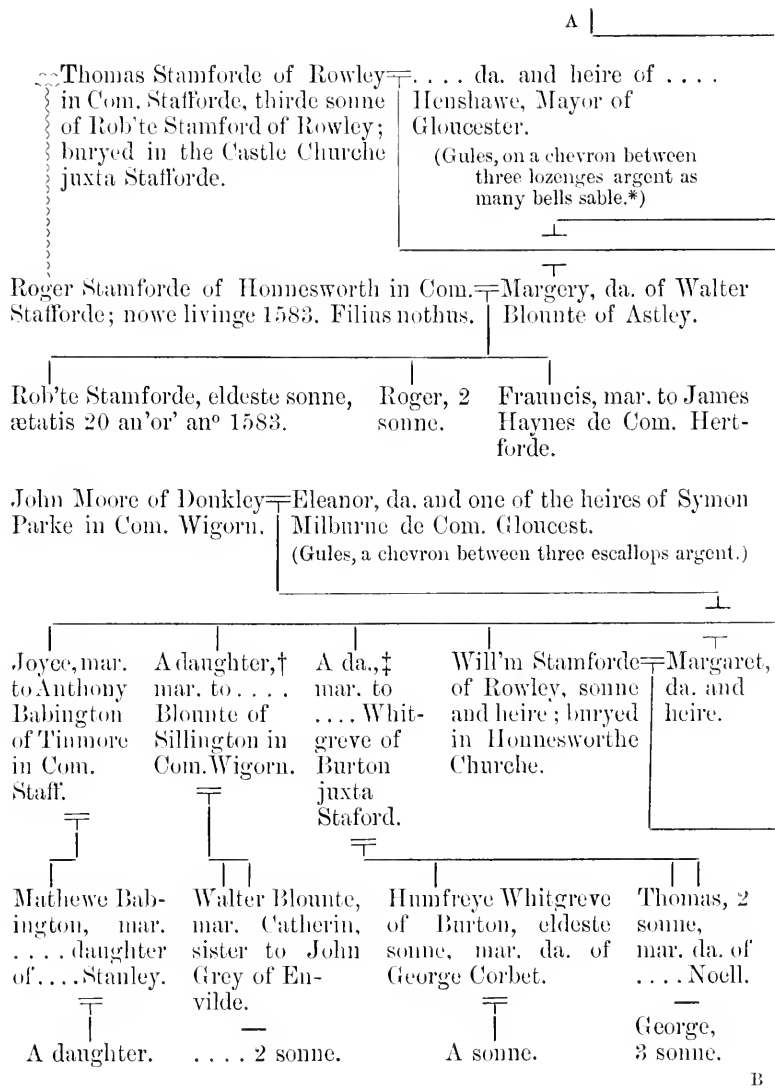 A
Thomas Stamforde of Rowley
in Com. Stafforde, thirde sonne
of Rob'te Stamford of Rowley;
buryed in the Castle Churche
juxta Stafforde.
. . . . da. and heire of . . . .
Henshawe, Mayor of
Gloucester.
(Gules, on a chevron between
three lozenges argent as
many bells sable.*)
Roger Stamforde of Honnesworth in Com.
Stafforde; nowe livinge 1583. Filius nothus.
Margery, da. of Walter
Blounte of Astley.
Rob'te Stamforde, eldeste sonne,
ætatis 20 an'or' anº 1583.
Roger, 2
sonne.
Frauncis, mar. to James
Haynes de Com. Hert-
forde.
John Moore of Donkley
Parke in Com. Wigorn.
Eleanor, da. and one of the heires of Symon
Milburne de Com. Gloucest.
(Gules, a chevron between three escallops argent.)
Joyce, mar.
to Anthony
Babington
of Tinmore
in Com.
Staff.
A daughter,†
mar. to . . . .
Blounte of
Sillington in
Com. Wigorn.
A da.,‡
mar. to
. . . . Whit-
greve of
Burton
juxta
Staford.
Will'm Stamforde
of Rowley, sonne
and heire; buryed
in Honnesworthe
Churche.
Margaret,
da. and
heire.
Mathewe Bab-
ington, mar.
. . . . daughter
of . . . . Stanley.
Walter Blounte,
mar. Catherin,
sister to John
Grey of En-
vilde.
Humfreye Whitgreve
of Burton, eldeste
sonne, mar. da. of
George Corbet.
Thomas, 2
sonne,
mar. da. of
. . . . Noell.
A daughter.
. . . . 2 sonne.
A sonne.
George,
3 sonne.
B